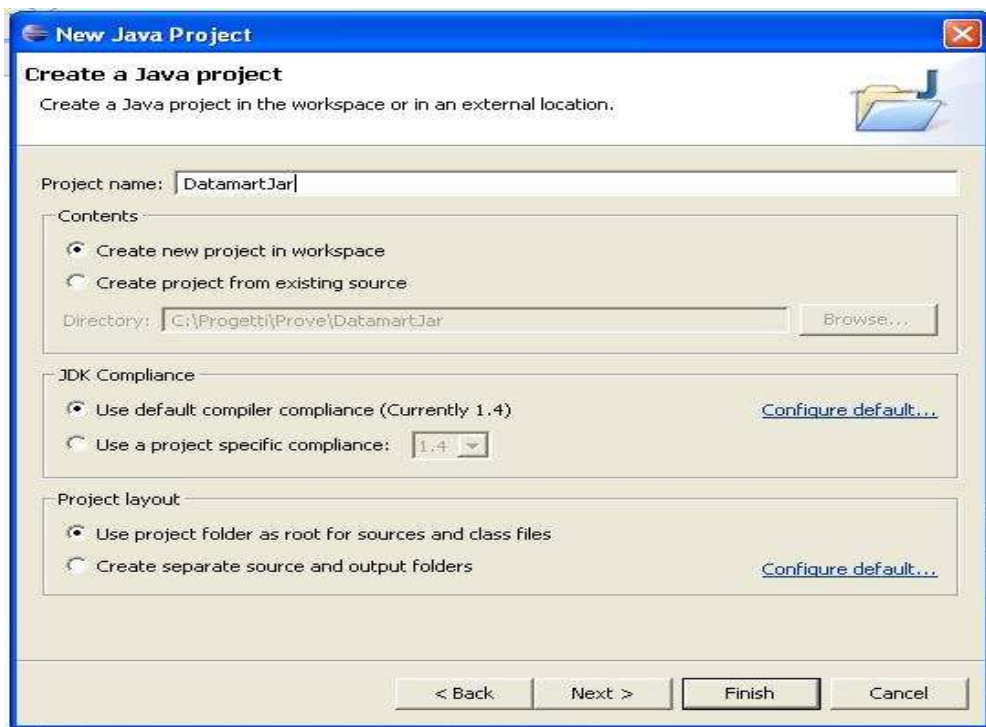 New Java Project
Create a Java project
Create a Java project in the workspace or in an external location.
J
Project name: DatamartJar
Contents
Create new project in workspace
Create project from existing source
Directory: C:\Progetti\Prove\DatamartJar Browse...
JDK Compliance
Use default compiler compliance (Currently 1.4) Configure default...
Use a project specific compliance: 1.4
Project layout
Use project folder as root for sources and class files
Create separate source and output folders Configure default...
< Back Next > Finish Cancel